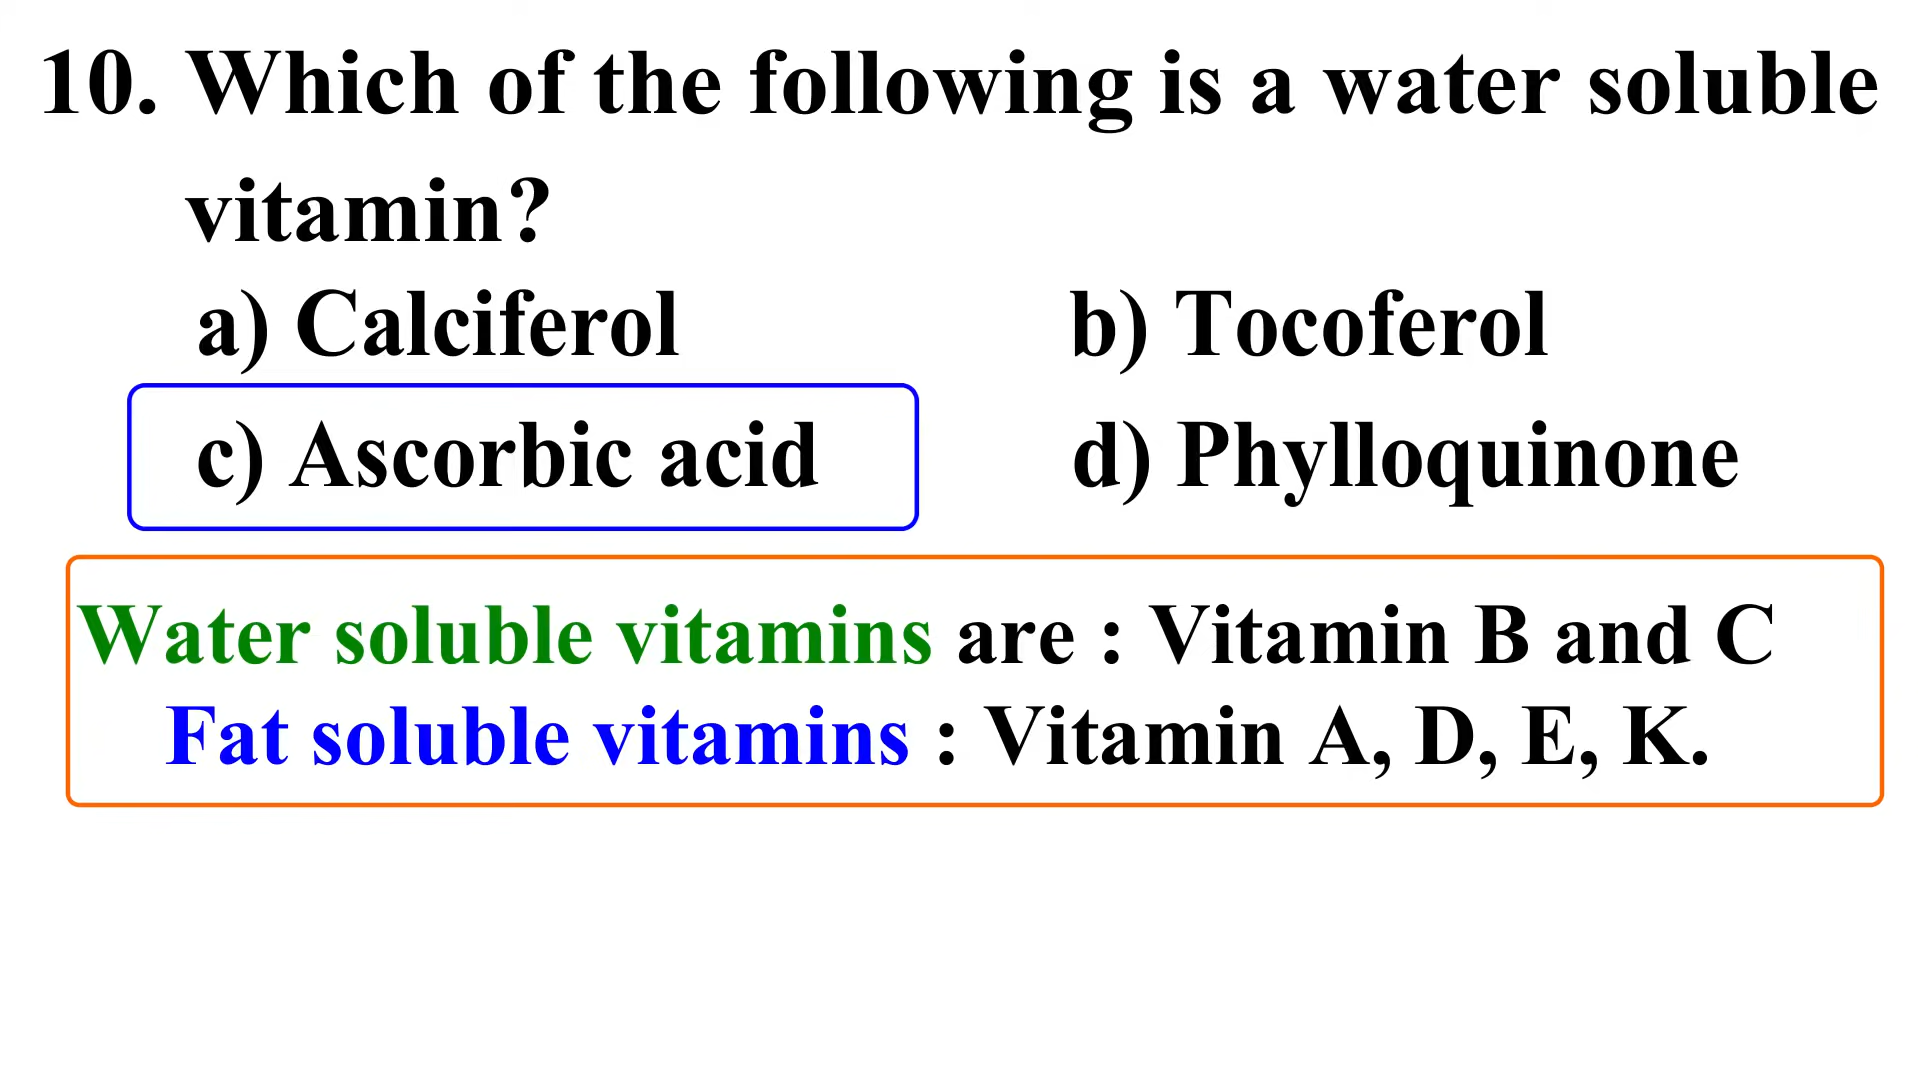 10. Which of the following is a water soluble
vitamin?
a) Calciferol b) Tocoferol
c) Ascorbic acid d) Phylloquinone
Water soluble vitamins are : Vitamin B and C
Fat soluble vitamins : Vitamin A, D, E, K.